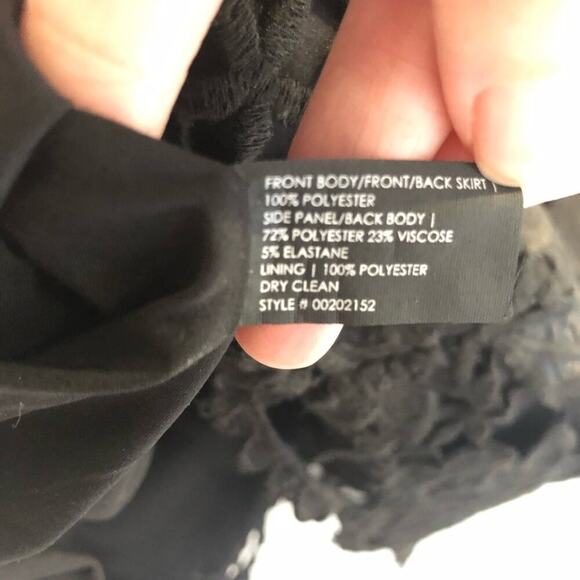 FRONT BODY/FRONT/BACK SKIRT |
100% POLYESTER
SIDE PANEL/BACK BODY |
72% POLYESTER 23% VISCOSE
5% ELASTANE
LINING | 100% POLYESTER
DRY CLEAN
STYLE # 00202152